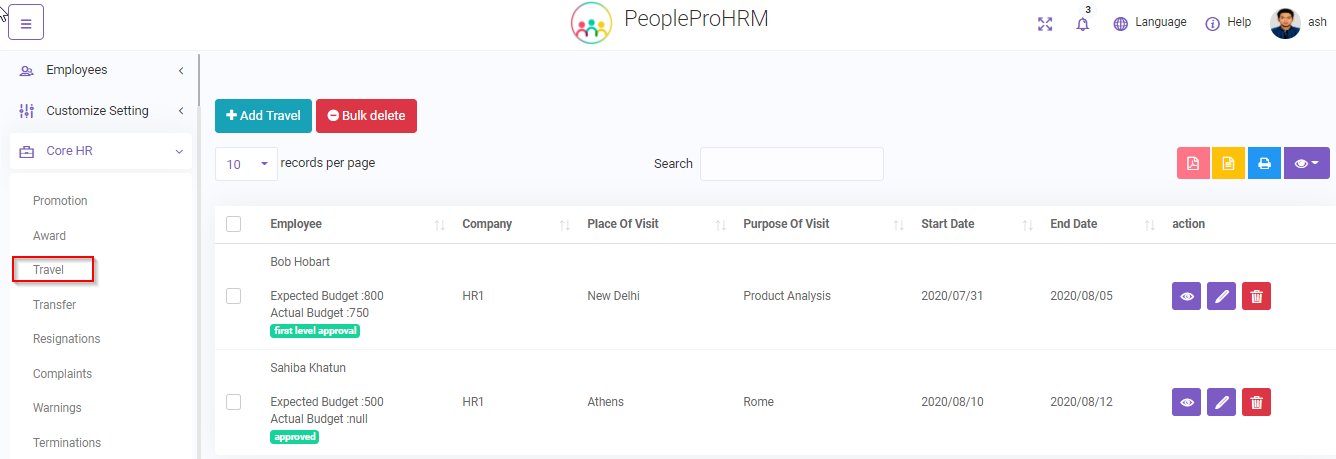 PeopleProHRM
3
Language
Help
ash
Employees
Customize Setting
Core HR
Promotion
Award
Travel
Transfer
Resignations
Complaints
Warnings
Terminations
Add Travel
Bulk delete
10 records per page
Search
Employee Company Place Of Visit Purpose Of Visit Start Date End Date action
Bob Hobart
Expected Budget :800 HR1 New Delhi Product Analysis 2020/07/31 2020/08/05
Actual Budget :750
first level approval
Sahiba Khatun
Expected Budget :500 HR1 Athens Rome 2020/08/10 2020/08/12
Actual Budget :null
approved